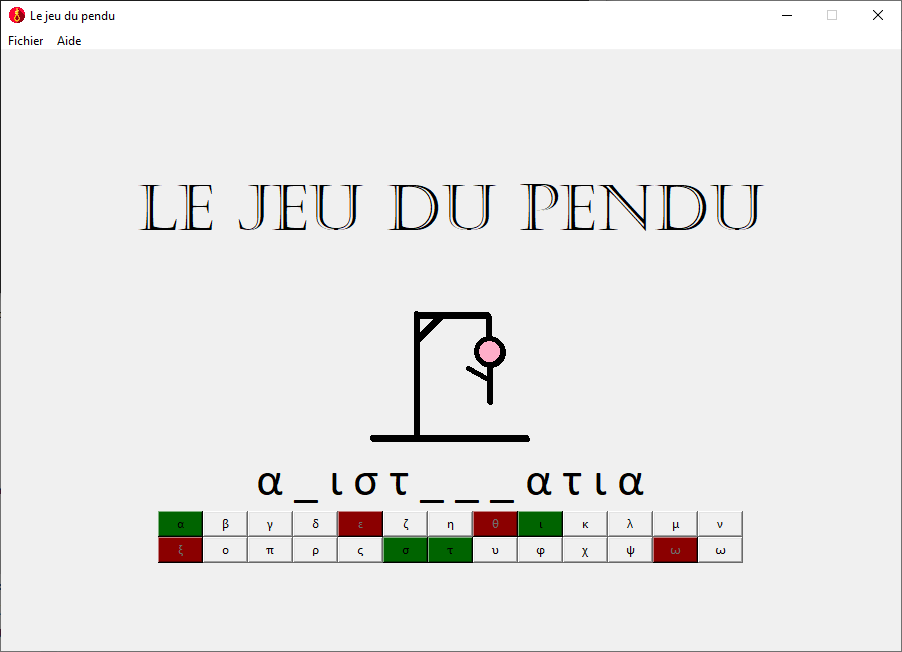 Le jeu du pendu
Fichier Aide
LE JEU DU PENDU
α _ ι σ τ _ _ _ α τ ι α
α β γ δ ε ζ η θ ι κ λ μ ν
ξ ο π ρ ς σ τ υ φ χ ψ ω ω